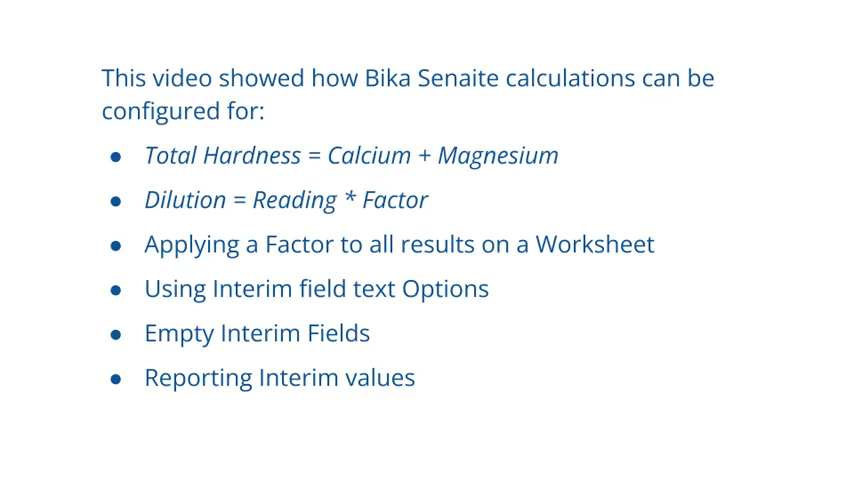 This video showed how Bika Senaite calculations can be
configured for:
● Total Hardness = Calcium + Magnesium
● Dilution = Reading * Factor
● Applying a Factor to all results on a Worksheet
● Using Interim field text Options
● Empty Interim Fields
● Reporting Interim values